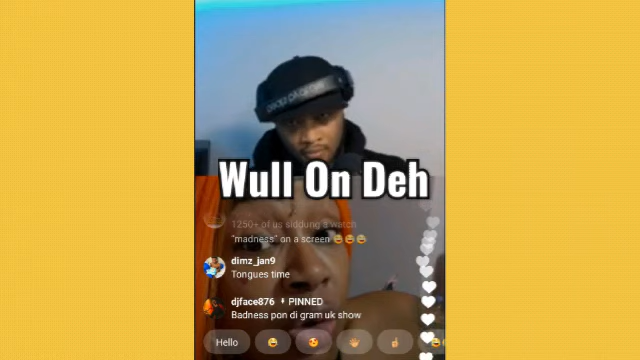 Wull On Deh
1250+ of us siddung a watch
"madness" on a screen 😂😂😂
dimz_jan9
Tongues time
djface876 PINNED
Badness pon di gram uk show
Hello